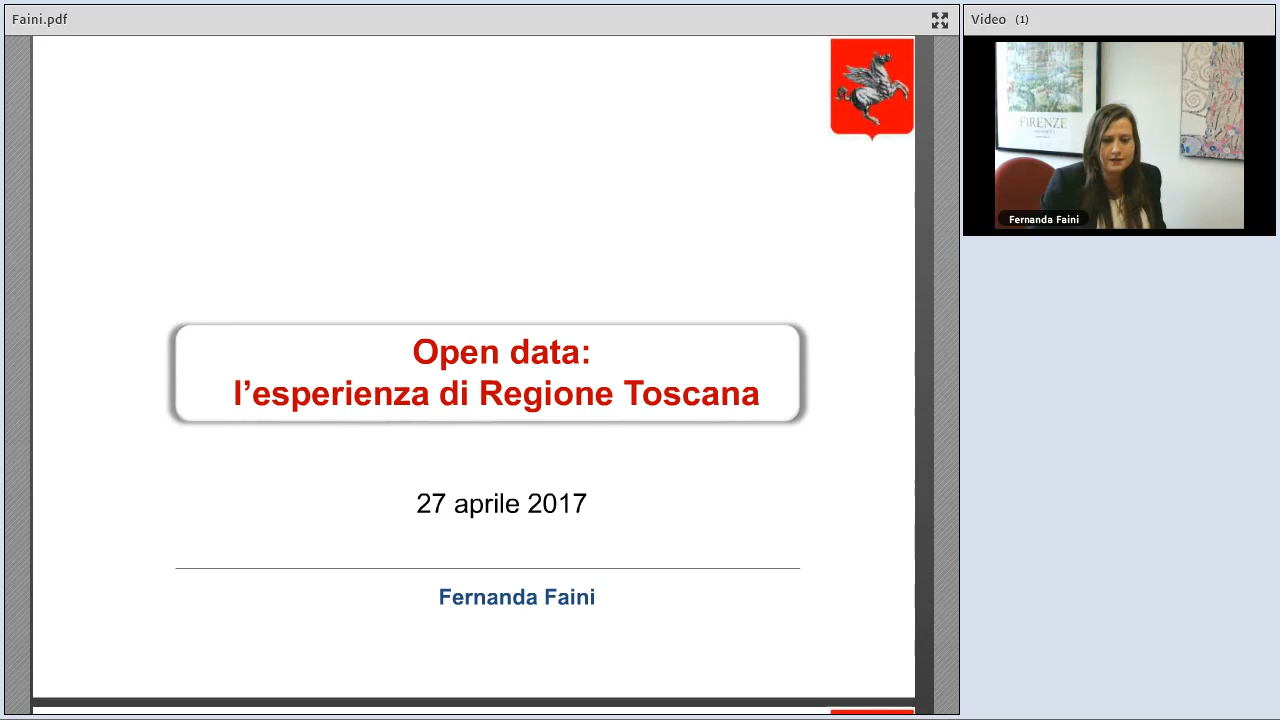 Faini.pdf
Video (1)
FIRENZE
Fernanda Faini
Open data:
l'esperienza di Regione Toscana
27 aprile 2017
Fernanda Faini